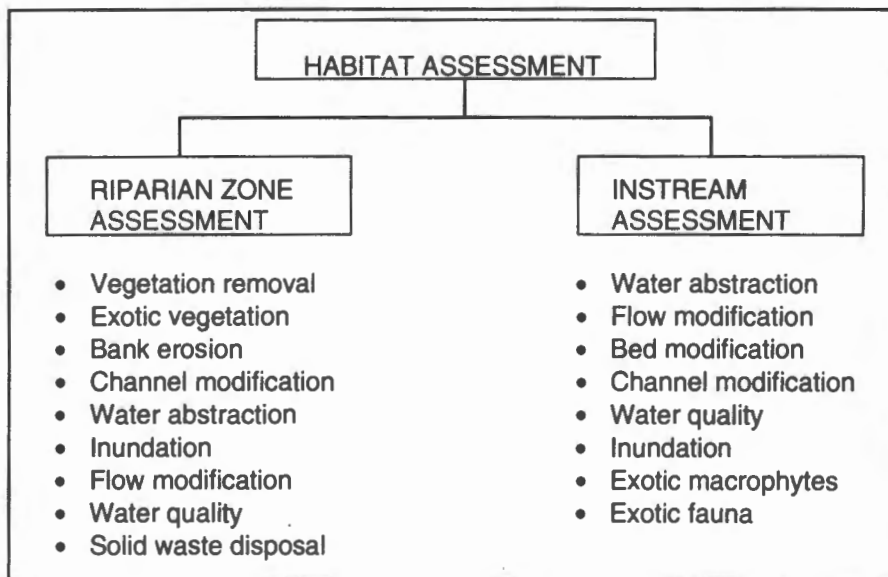 HABITAT ASSESSMENT
RIPARIAN ZONE
ASSESSMENT
• Vegetation removal
• Exotic vegetation
• Bank erosion
• Channel modification
• Water abstraction
• Inundation
• Flow modification
• Water quality
• Solid waste disposal
INSTREAM
ASSESSMENT
• Water abstraction
• Flow modification
• Bed modification
• Channel modification
• Water quality
• Inundation
• Exotic macrophytes
• Exotic fauna